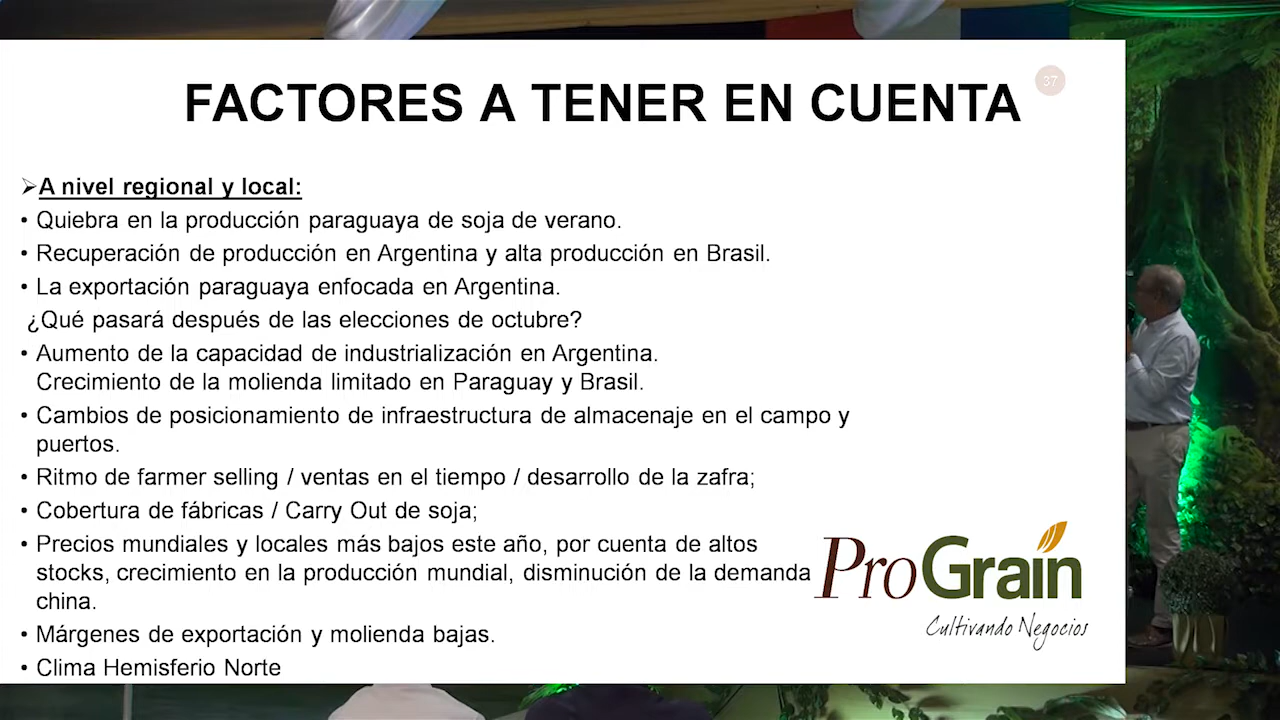 FACTORES A TENER EN CUENTA
37
A nivel regional y local:
• Quiebra en la producción paraguaya de soja de verano.
• Recuperación de producción en Argentina y alta producción en Brasil.
• La exportación paraguaya enfocada en Argentina.
¿Qué pasará después de las elecciones de octubre?
• Aumento de la capacidad de industrialización en Argentina.
Crecimiento de la molienda limitado en Paraguay y Brasil.
• Cambios de posicionamiento de infraestructura de almacenaje en el campo y
puertos.
• Ritmo de farmer selling / ventas en el tiempo / desarrollo de la zafra;
• Cobertura de fábricas / Carry Out de soja;
• Precios mundiales y locales más bajos este año, por cuenta de altos
stocks, crecimiento en la producción mundial, disminución de la demanda
china.
• Márgenes de exportación y molienda bajas.
• Clima Hemisferio Norte
ProGrain
Cultivando Negocios